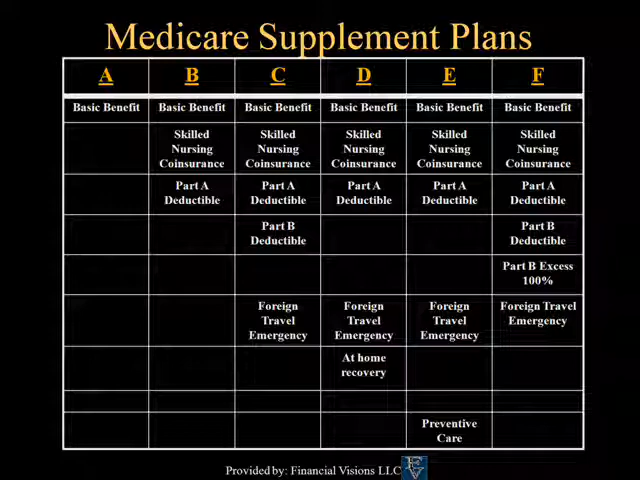 Medicare Supplement Plans
A B C D E F
Basic Benefit Basic Benefit Basic Benefit Basic Benefit Basic Benefit Basic Benefit
Skilled Skilled Skilled Skilled Skilled
Nursing Nursing Nursing Nursing Nursing
Coinsurance Coinsurance Coinsurance Coinsurance Coinsurance
Part A Part A Part A Part A Part A
Deductible Deductible Deductible Deductible Deductible
Part B Part B
Deductible Deductible
Part B Excess
100%
Foreign Foreign Foreign Foreign Travel
Travel Travel Travel Emergency
Emergency Emergency Emergency
At home
recovery
Preventive
Care
Provided by: Financial Visions LLC